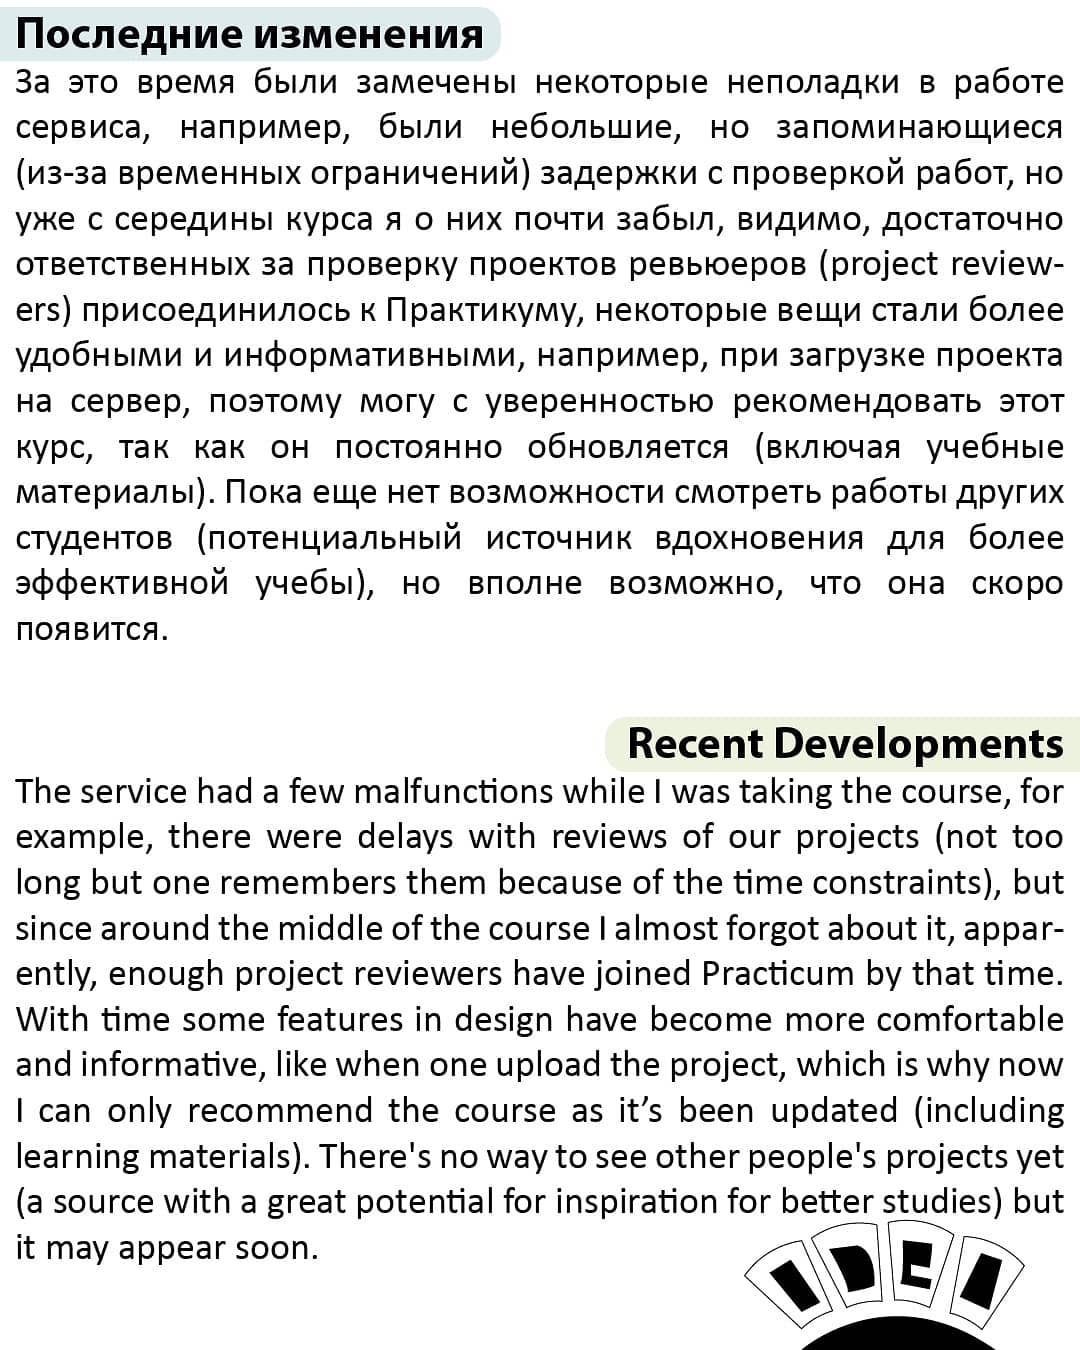 Последние изменения
За это время были замечены некоторые неполадки в работе
сервиса, например, были небольшие, но запоминающиеся
(из-за временных ограничений) задержки с проверкой работ, но
уже с середины курса я о них почти забыл, видимо, достаточно
ответственных за проверку проектов ревьюеров (project review-
ers) присоединилось к Практикуму, некоторые вещи стали более
удобными и информативными, например, при загрузке проекта
на сервер, поэтому могу с уверенностью рекомендовать этот
курс, так как он постоянно обновляется (включая учебные
материалы). Пока еще нет возможности смотреть работы других
студентов (потенциальный источник вдохновения для более
эффективной учебы), но вполне возможно, что она скоро
появится.
Recent Developments
The service had a few malfunctions while I was taking the course, for
example, there were delays with reviews of our projects (not too
long but one remembers them because of the time constraints), but
since around the middle of the course I almost forgot about it, appar-
ently, enough project reviewers have joined Practicum by that time.
With time some features in design have become more comfortable
and informative, like when one upload the project, which is why now
I can only recommend the course as it’s been updated (including
learning materials). There's no way to see other people's projects yet
(a source with a great potential for inspiration for better studies) but
it may appear soon.
IDEA